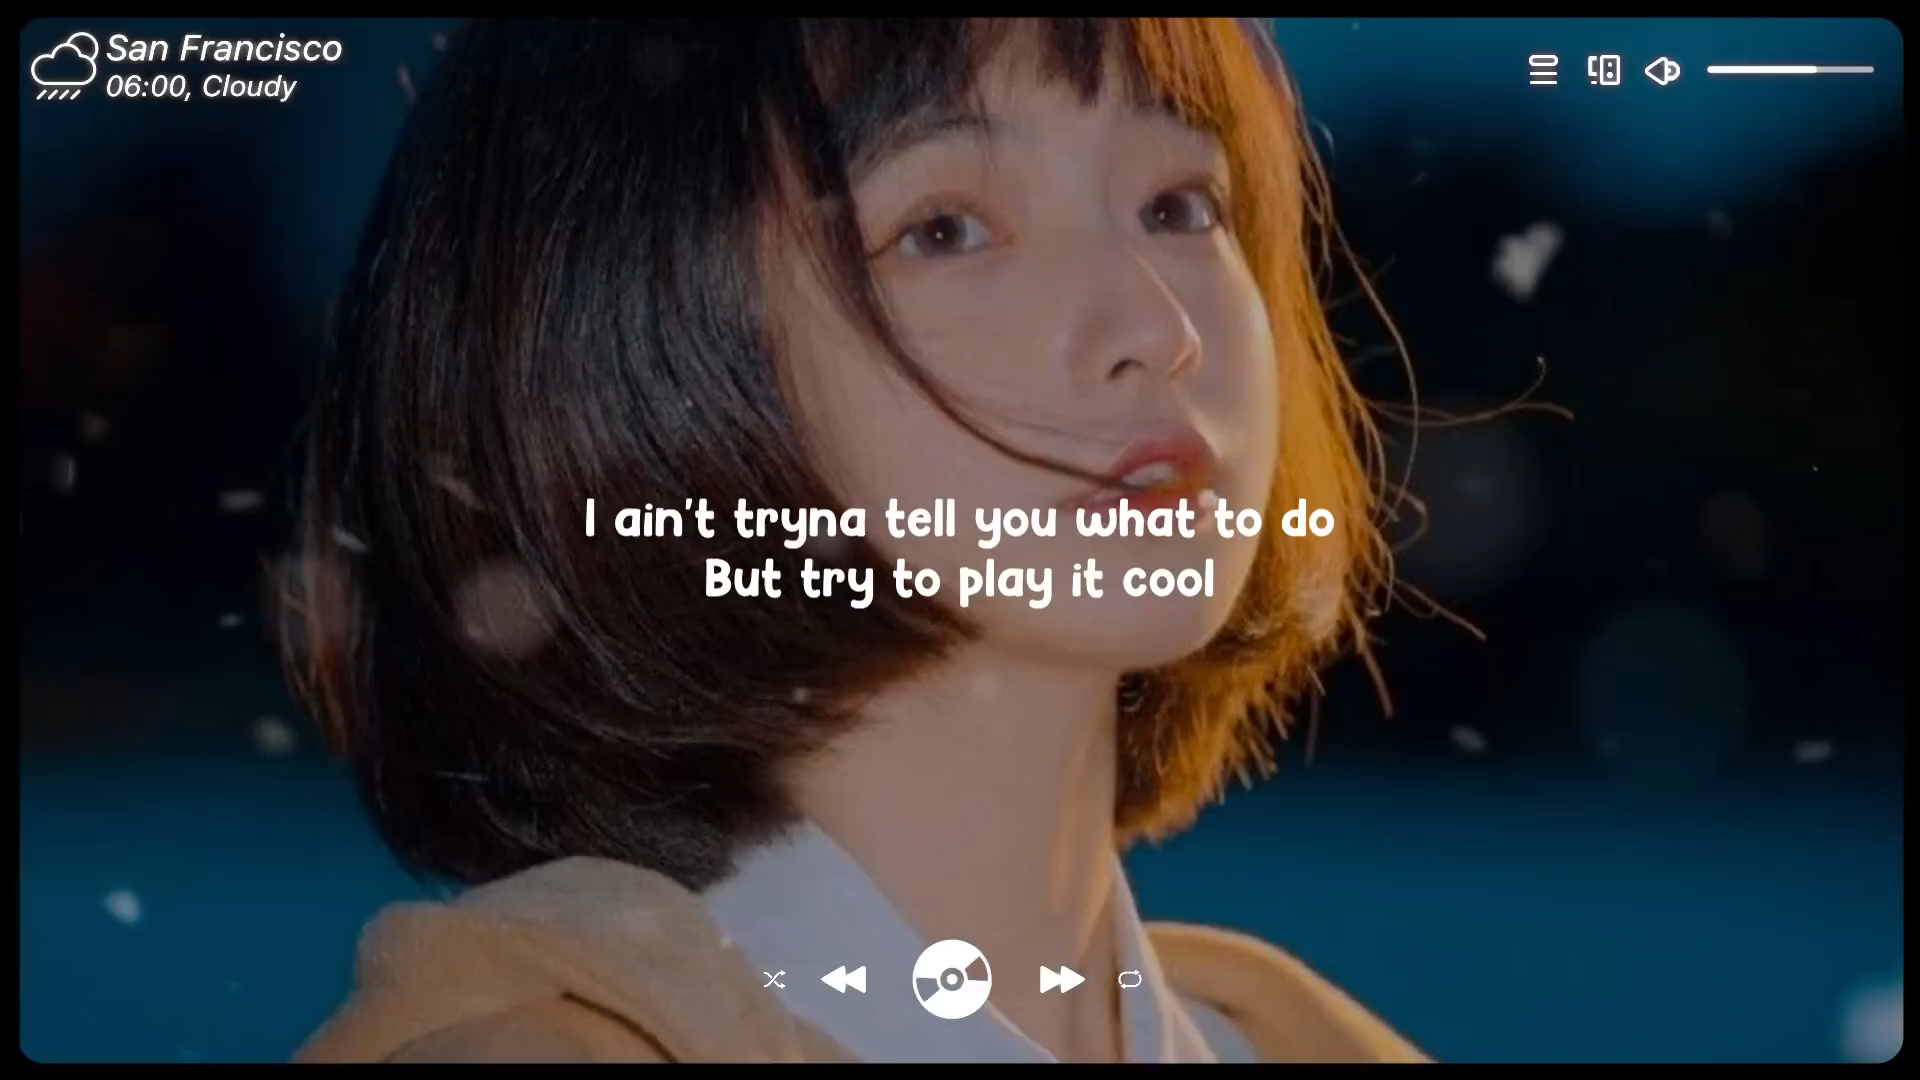 San Francisco
06:00, Cloudy
I ain't tryna tell you what to do
But try to play it cool